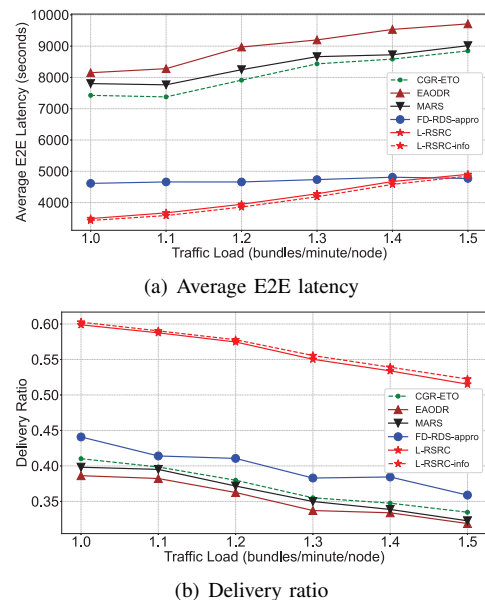 10000
9000
8000
7000
6000
5000
4000
Average E2E Latency (seconds)
CGR-ETO
EAODR
MARS
FD-RDS-appro
L-RSRC
L-RSRC-info
1.0 1.1 1.2 1.3 1.4 1.5
Traffic Load (bundles/minute/node)
(a) Average E2E latency
0.60
0.55
0.50
0.45
0.40
0.35
Delivery Ratio
CGR-ETO
EAODR
MARS
FD-RDS-appro
L-RSRC
L-RSRC-info
1.0 1.1 1.2 1.3 1.4 1.5
Traffic Load (bundles/minute/node)
(b) Delivery ratio